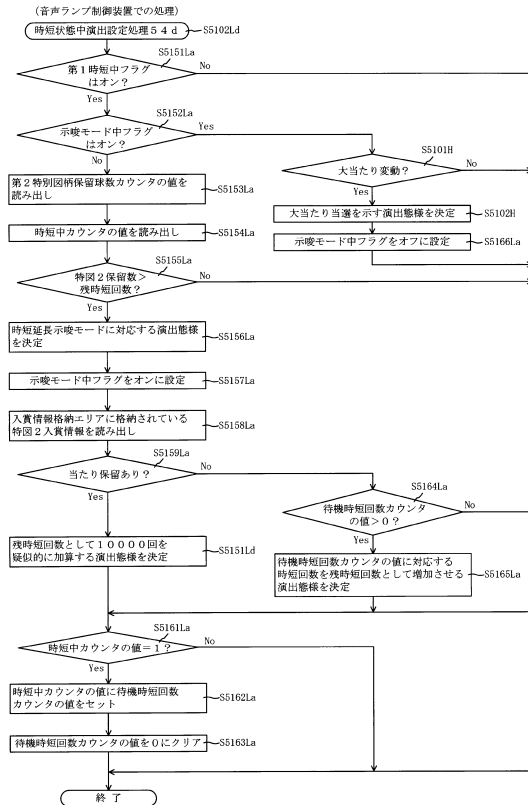 (音声ランプ制御装置での処理)
時短状態中演出設定処理54d
S5102Ld
S5151La
第1時短中フラグ
はオン?
No
Yes
S5152La
示唆モード中フラグ
はオン?
Yes
No
S5101H
大当たり変動?
No
Yes
第2特別図柄保留球数カウンタの値を
読み出し
S5153La
大当たり当選を示す演出態様を決定
S5102H
時短中カウンタの値を読み出し
S5154La
示唆モード中フラグをオフに設定
S5166La
S5155La
特図2保留数>
残時短回数?
No
Yes
時短延長示唆モードに対応する演出態様
を決定
S5156La
示唆モード中フラグをオンに設定
S5157La
入賞情報格納エリアに格納されている
特図2入賞情報を読み出し
S5158La
S5159La
当たり保留あり?
No
Yes
S5164La
待機時短回数カウンタ
の値>0?
No
Yes
残時短回数として10000回を
疑似的に加算する演出態様を決定
S5151Ld
待機時短回数カウンタの値に対応する
時短回数を残時短回数として増加させる
演出態様を決定
S5165La
S5161La
時短中カウンタの値=1?
No
Yes
時短中カウンタの値に待機時短回数
カウンタの値をセット
S5162La
待機時短回数カウンタの値を0にクリア
S5163La
終了